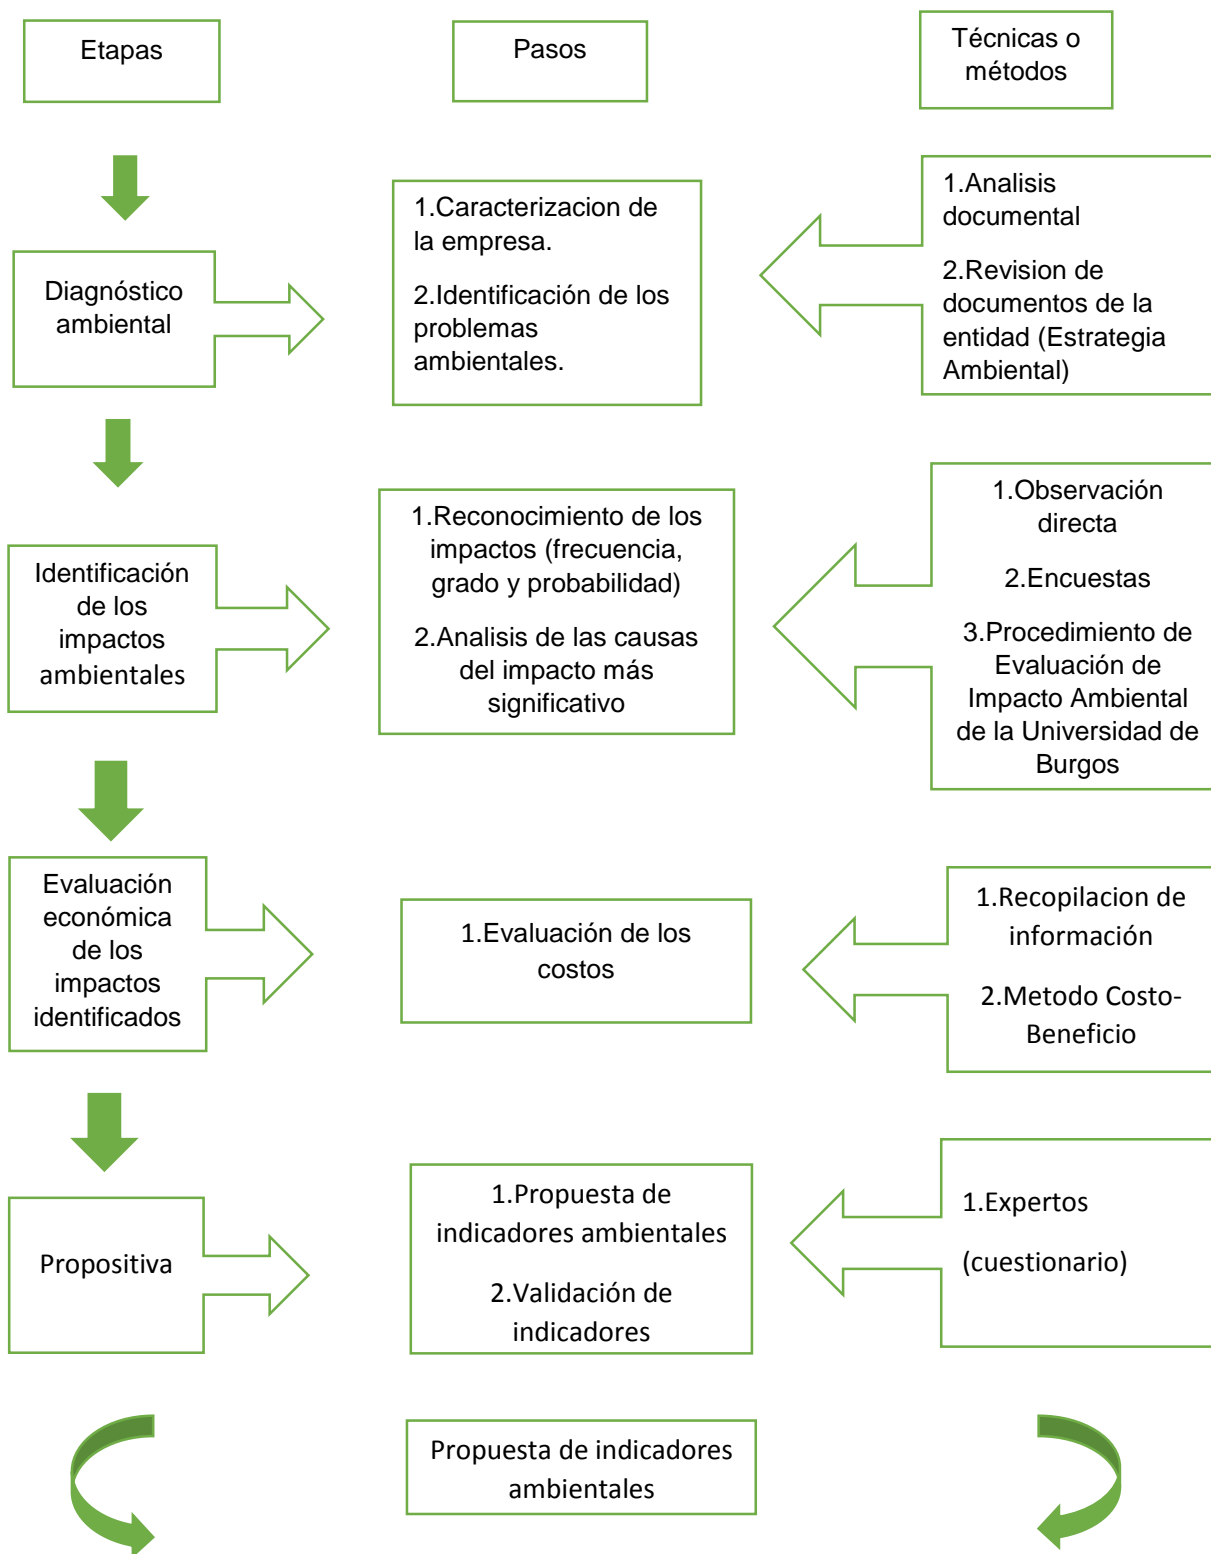 Etapas
Pasos
Técnicas o
métodos
Diagnóstico
ambiental
1.Caracterizacion de
la empresa.
2.Identificación de los
problemas
ambientales.
1.Analisis
documental
2.Revision de
documentos de la
entidad (Estrategia
Ambiental)
Identificación
de los
impactos
ambientales
1.Reconocimiento de los
impactos (frecuencia,
grado y probabilidad)
2.Analisis de las causas
del impacto más
significativo
1.Observación
directa
2.Encuestas
3.Procedimiento de
Evaluación de
Impacto Ambiental
de la Universidad de
Burgos
Evaluación
económica
de los
impactos
identificados
1.Evaluación de los
costos
1.Recopilacion de
información
2.Metodo Costo-
Beneficio
Propositiva
1.Propuesta de
indicadores ambientales
2.Validación de
indicadores
1.Expertos
(cuestionario)
Propuesta de indicadores
ambientales